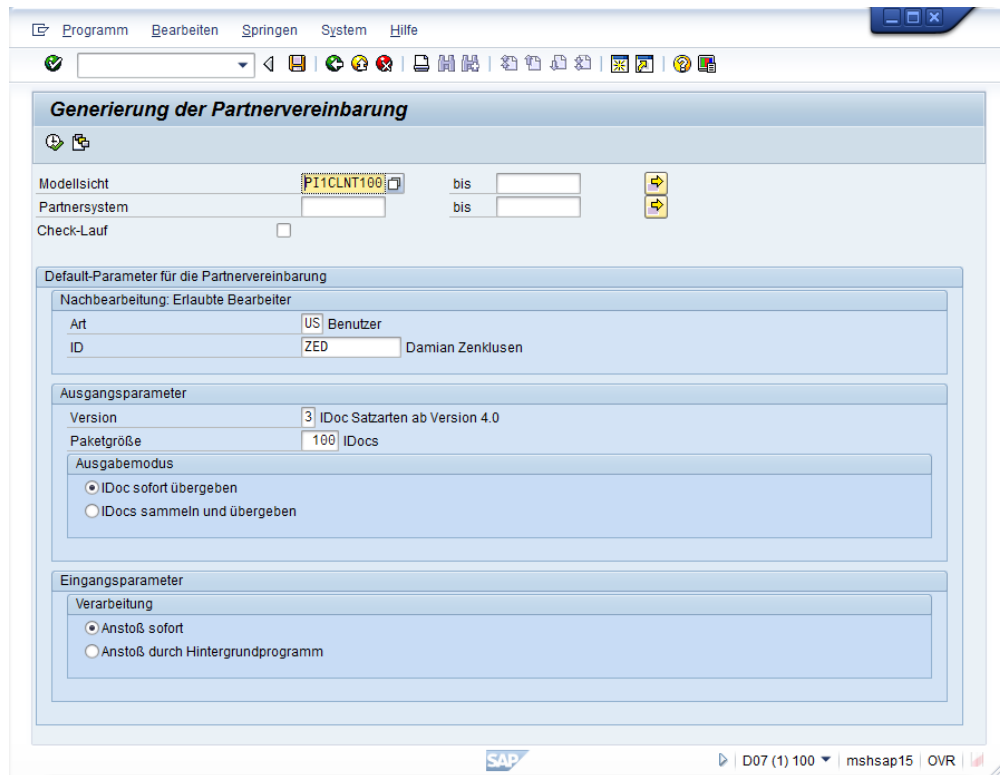 Programm Bearbeiten Springen System Hilfe
Generierung der Partnervereinbarung
Modellsicht PI1CLNT100 bis
Partnersystem bis
Check-Lauf
Default-Parameter für die Partnervereinbarung
Nachbearbeitung: Erlaubte Bearbeiter
Art US Benutzer
ID ZED Damian Zenklusen
Ausgangsparameter
Version 3 IDoc Satzarten ab Version 4.0
Paketgröße 100 IDocs
Ausgabemodus
IDoc sofort übergeben
IDocs sammeln und übergeben
Eingangsparameter
Verarbeitung
Anstoß sofort
Anstoß durch Hintergrundprogramm
SAP D07 (1) 100 mshsap15 OVR